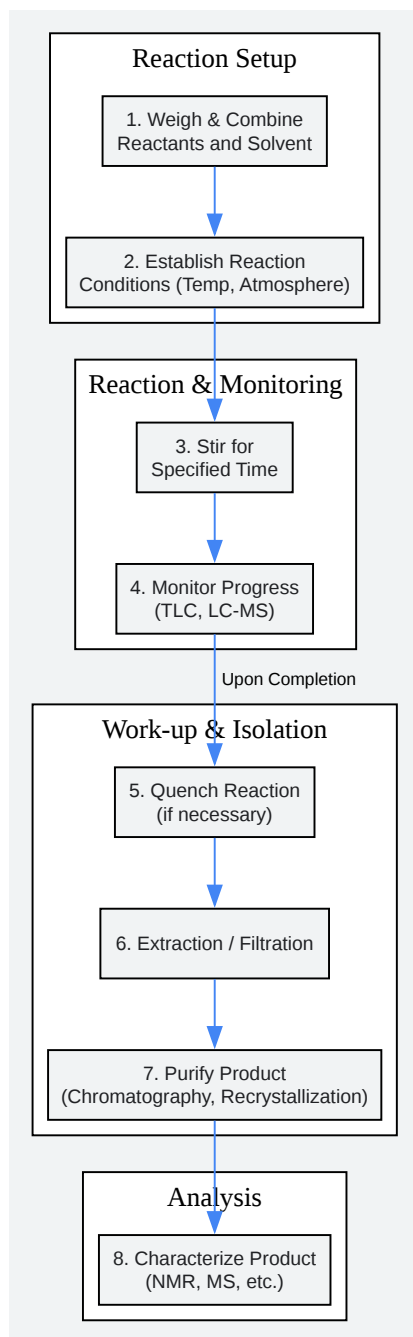 Reaction Setup
1. Weigh & Combine
Reactants and Solvent
2. Establish Reaction
Conditions (Temp, Atmosphere)
Reaction & Monitoring
3. Stir for
Specified Time
4. Monitor Progress
(TLC, LC-MS)
Upon Completion
Work-up & Isolation
5. Quench Reaction
(if necessary)
6. Extraction / Filtration
7. Purify Product
(Chromatography, Recrystallization)
Analysis
8. Characterize Product
(NMR, MS, etc.)